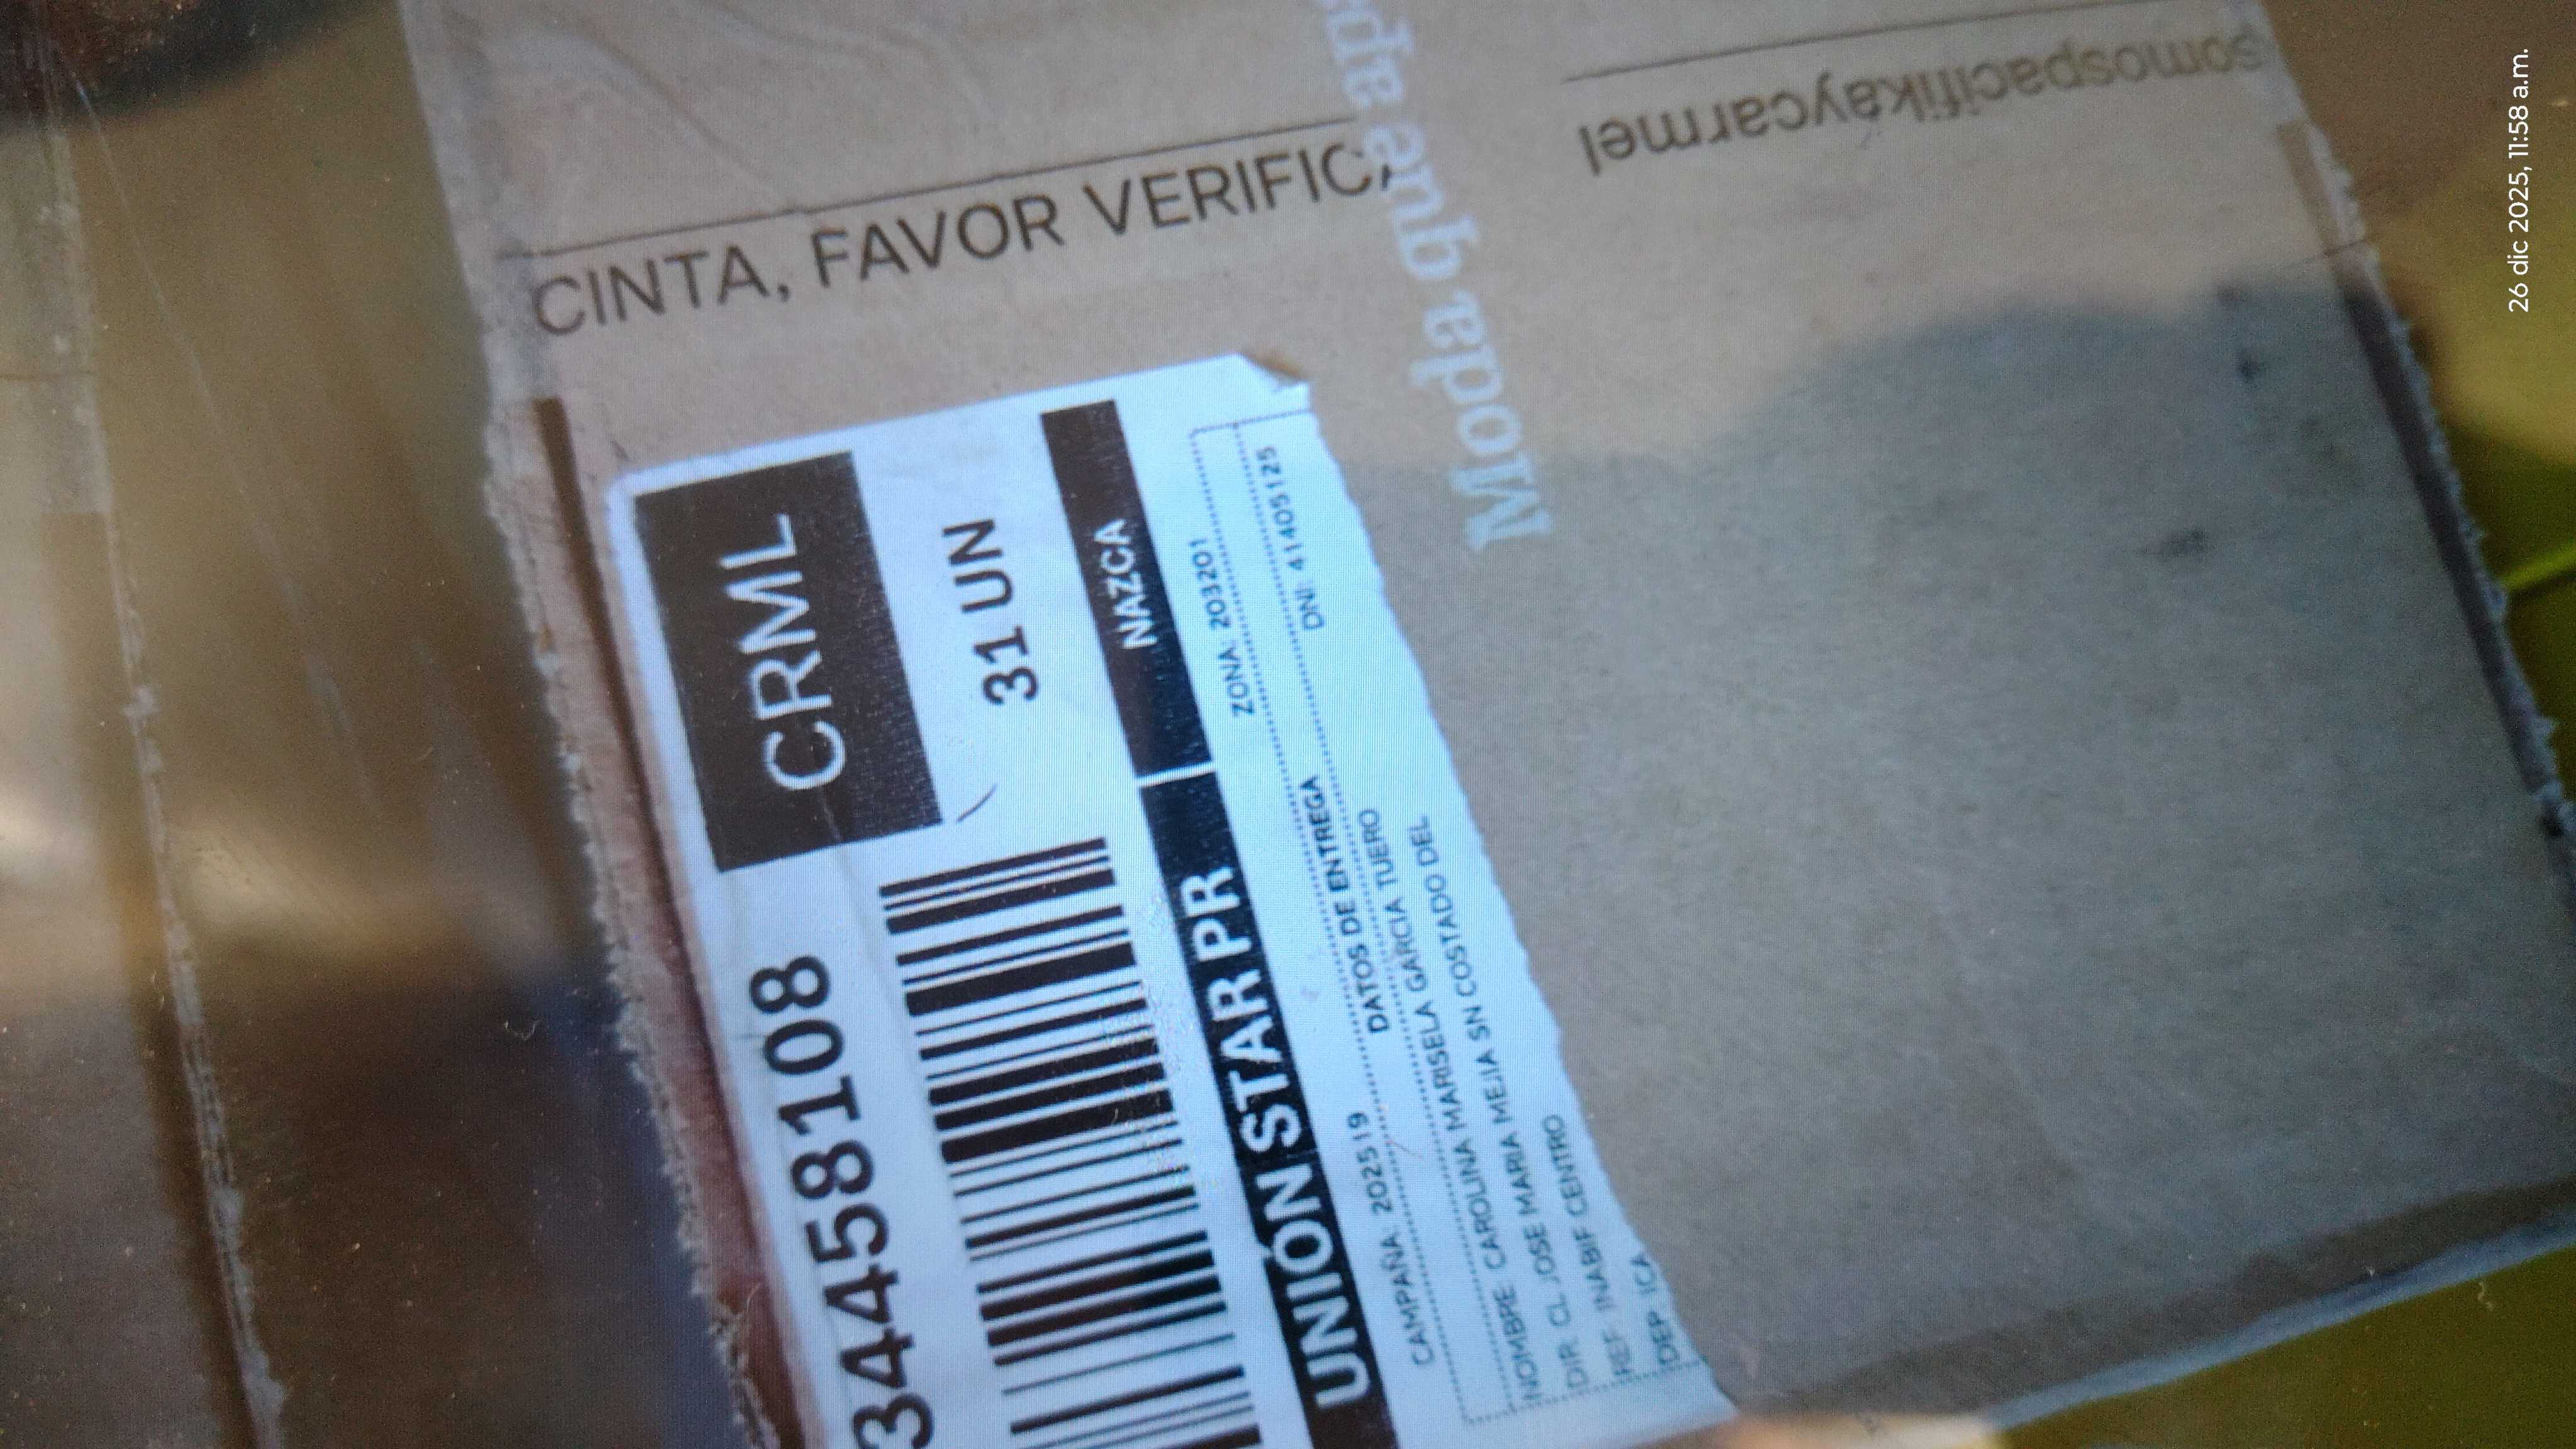 CINTA, FAVOR VERIFIC
somospacifikaycarmel
Moda que
CRML
34458108
31 UN
UNIÓN STAR PR
NAZCA
CAMPAÑA: 202519
ZONA: 203201
DATOS DE ENTREGA
NOMBRE: CAROLINA MARISELA GARCIA TUERO
DNI: 41405125
DIR: CL JOSE MARIA MEJIA SN COSTADO DEL
REF: INABIF CENTRO
DEP: ICA
26 dic 2025, 11:58 a.m.